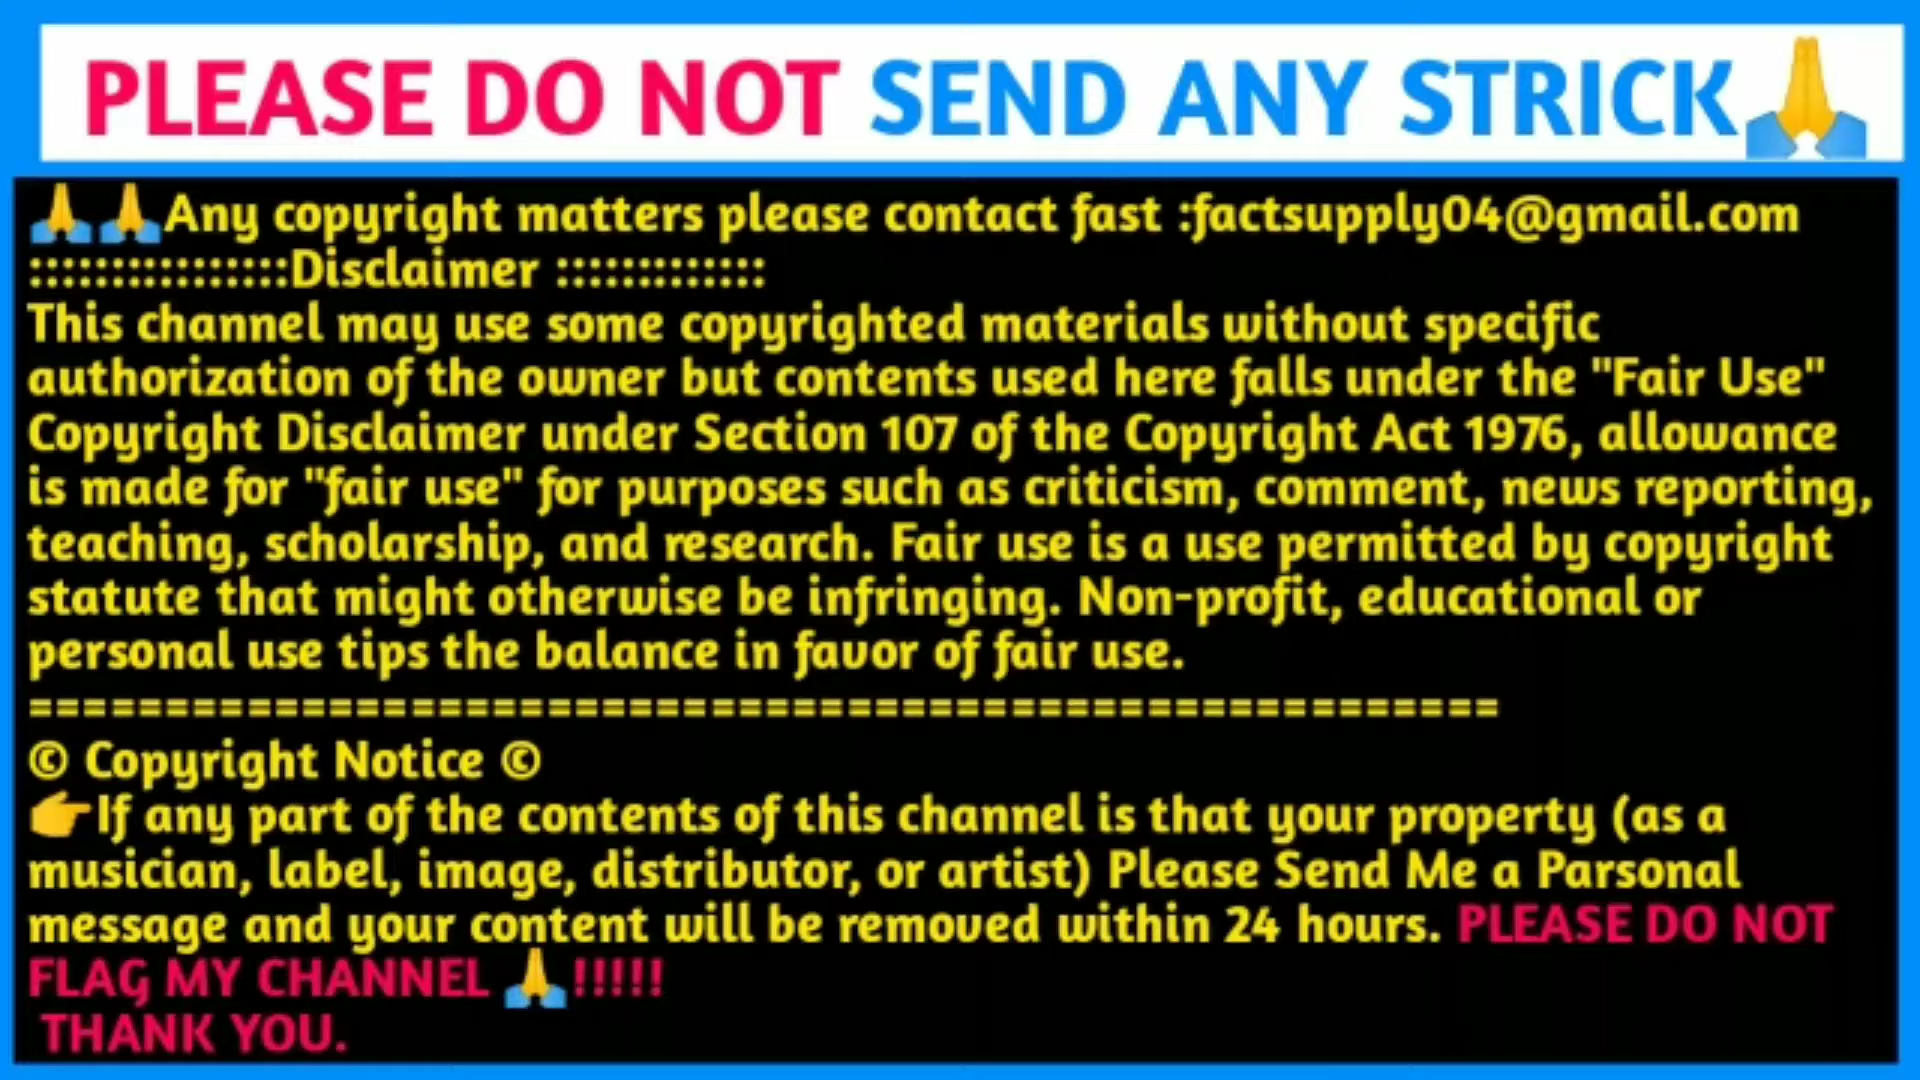 PLEASE DO NOT SEND ANY STRICK🙏
🙏🙏Any copyright matters please contact fast :factsupply04@gmail.com
::::::::::::::::Disclaimer :::::::::::::
This channel may use some copyrighted materials without specific
authorization of the owner but contents used here falls under the "Fair Use"
Copyright Disclaimer under Section 107 of the Copyright Act 1976, allowance
is made for "fair use" for purposes such as criticism, comment, news reporting,
teaching, scholarship, and research. Fair use is a use permitted by copyright
statute that might otherwise be infringing. Non-profit, educational or
personal use tips the balance in favor of fair use.
======================================================
© Copyright Notice ©
👉If any part of the contents of this channel is that your property (as a
musician, label, image, distributor, or artist) Please Send Me a Parsonal
message and your content will be removed within 24 hours. PLEASE DO NOT
FLAG MY CHANNEL 🙏!!!!!
THANK YOU.